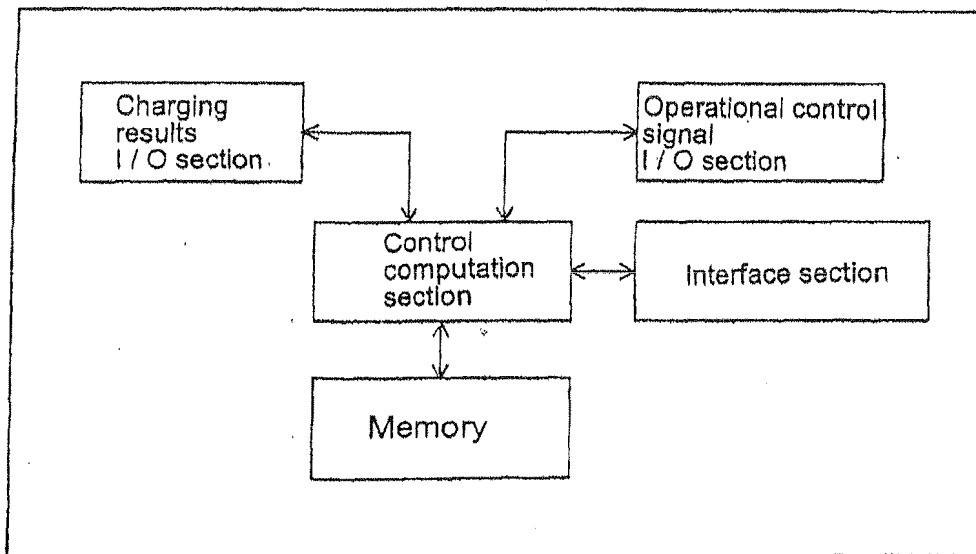 Charging
results
I / O section
Operational control
signal
I / O section
Control
computation
section
Interface section
Memory